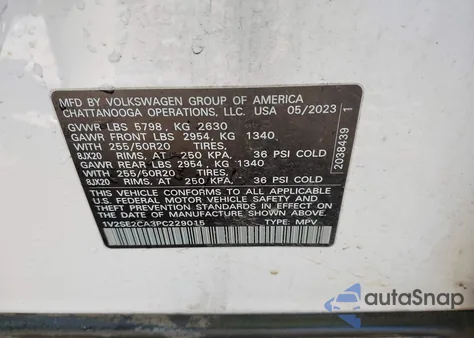 MFD BY VOLKSWAGEN GROUP OF AMERICA
CHATTANOOGA OPERATIONS, LLC. USA 05/2023
GVWR LBS 5798, KG 2630
GAWR FRONT LBS 2954, KG 1340
WITH 255/50R20 TIRES,
8JX20 RIMS, AT 250 KPA, 36 PSI COLD
GAWR REAR LBS 2954, KG 1340
WITH 255/50R20 TIRES,
8JX20 RIMS, AT 250 KPA, 36 PSI COLD
THIS VEHICLE CONFORMS TO ALL APPLICABLE
U.S. FEDERAL MOTOR VEHICLE SAFETY AND
THEFT PREVENTION STANDARDS IN EFFECT
ON THE DATE OF MANUFACTURE SHOWN ABOVE.
1V2SE2CA3PC229015 TYPE: MPV
1
2038439
autoSnap